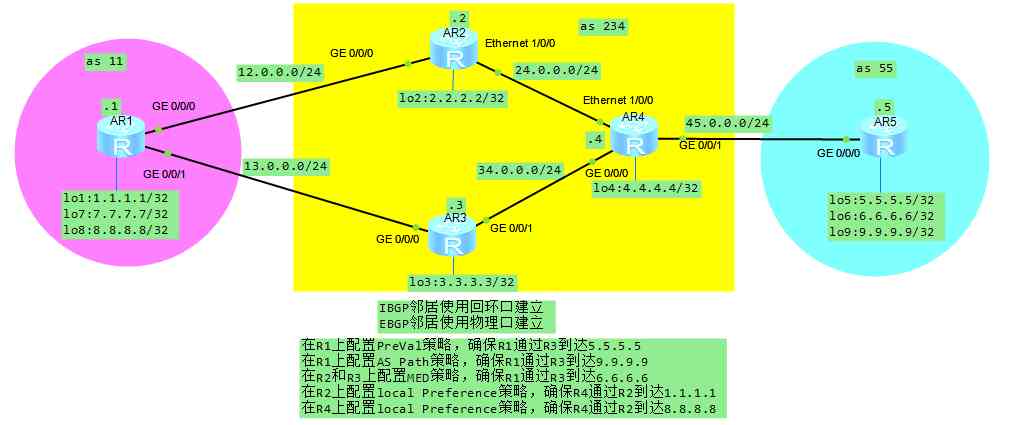 as 11
.1
AR1
GE 0/0/0
GE 0/0/1
lo1:1.1.1.1/32
lo7:7.7.7.7/32
lo8:8.8.8.8/32
12.0.0.0/24
13.0.0.0/24
.2
AR2
GE 0/0/0
Ethernet 1/0/0
as 234
lo2:2.2.2.2/32
24.0.0.0/24
Ethernet 1/0/0
AR4
.4
GE 0/0/1
GE 0/0/0
lo4:4.4.4.4/32
34.0.0.0/24
.3
AR3
GE 0/0/0
GE 0/0/1
lo3:3.3.3.3/32
45.0.0.0/24
as 55
.5
AR5
GE 0/0/0
lo5:5.5.5.5/32
lo6:6.6.6.6/32
lo9:9.9.9.9/32
IBGP邻居使用回环口建立
EBGP邻居使用物理口建立
在R1上配置PreVal策略，确保R1通过R3到达5.5.5.5
在R1上配置AS Path策略，确保R1通过R3到达9.9.9.9
在R2和R3上配置MED策略，确保R1通过R3到达6.6.6.6
在R2上配置local Preference策略，确保R4通过R2到达1.1.1.1
在R4上配置local Preference策略，确保R4通过R2到达8.8.8.8